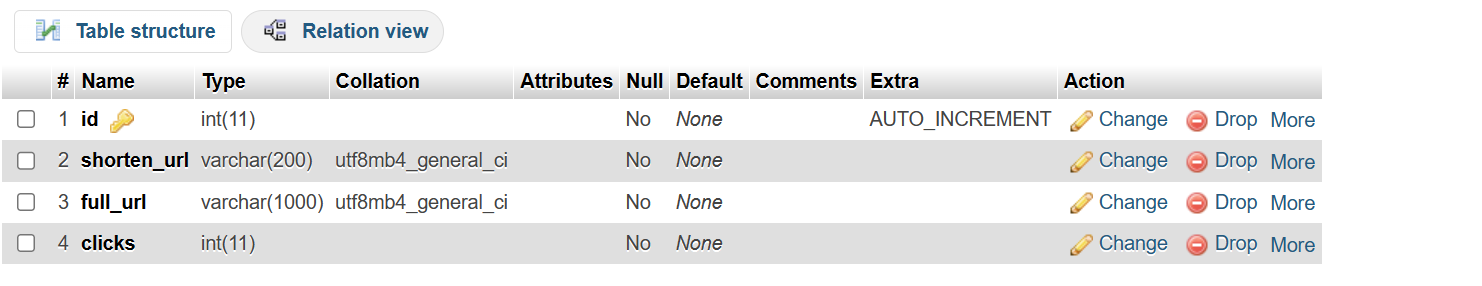 Table structure Relation view
# Name Type Collation Attributes Null Default Comments Extra Action
1 id int(11) No None AUTO_INCREMENT Change Drop More
2 shorten_url varchar(200) utf8mb4_general_ci No None Change Drop More
3 full_url varchar(1000) utf8mb4_general_ci No None Change Drop More
4 clicks int(11) No None Change Drop More